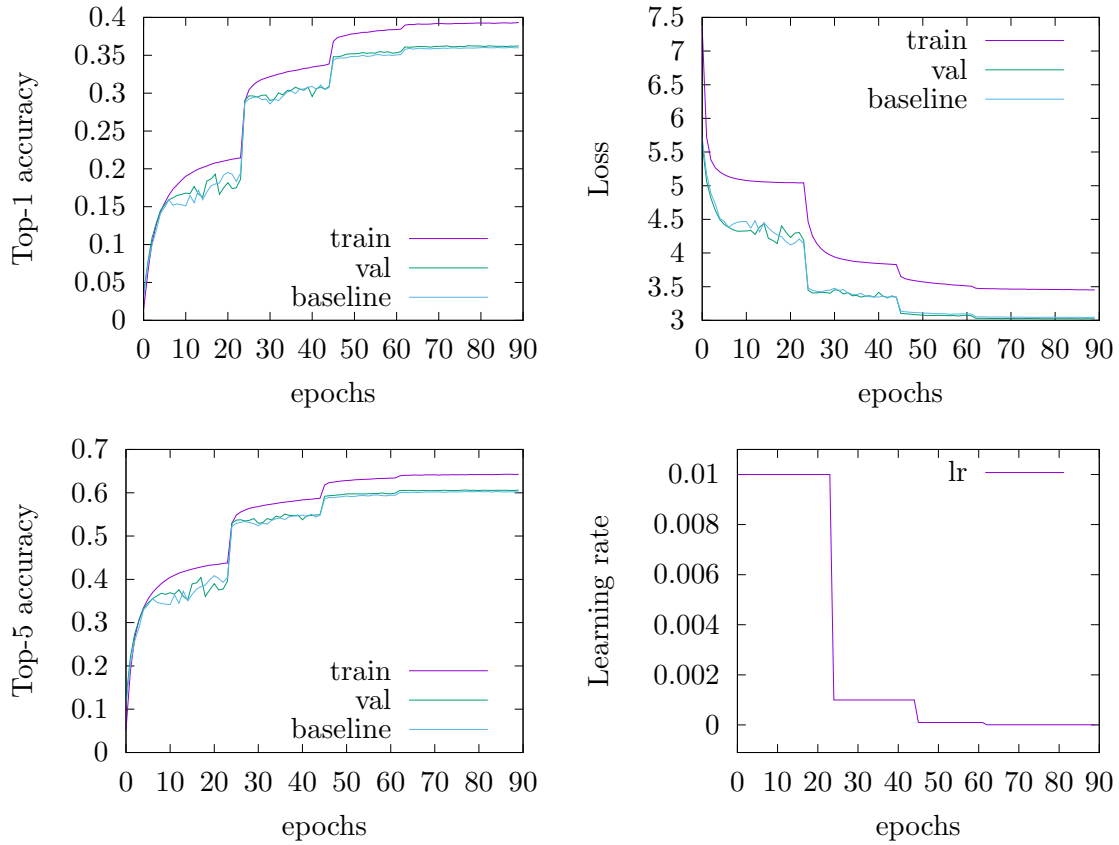 Top-1 accuracy
0.4
0.35
0.3
0.25
0.2
0.15
0.1
0.05
0
train
val
baseline
0 10 20 30 40 50 60 70 80 90
epochs
Loss
7.5
7
6.5
6
5.5
5
4.5
4
3.5
3
train
val
baseline
0 10 20 30 40 50 60 70 80 90
epochs
Top-5 accuracy
0.7
0.6
0.5
0.4
0.3
0.2
0.1
0
train
val
baseline
0 10 20 30 40 50 60 70 80 90
epochs
Learning rate
0.01
0.008
0.006
0.004
0.002
0
lr
0 10 20 30 40 50 60 70 80 90
epochs